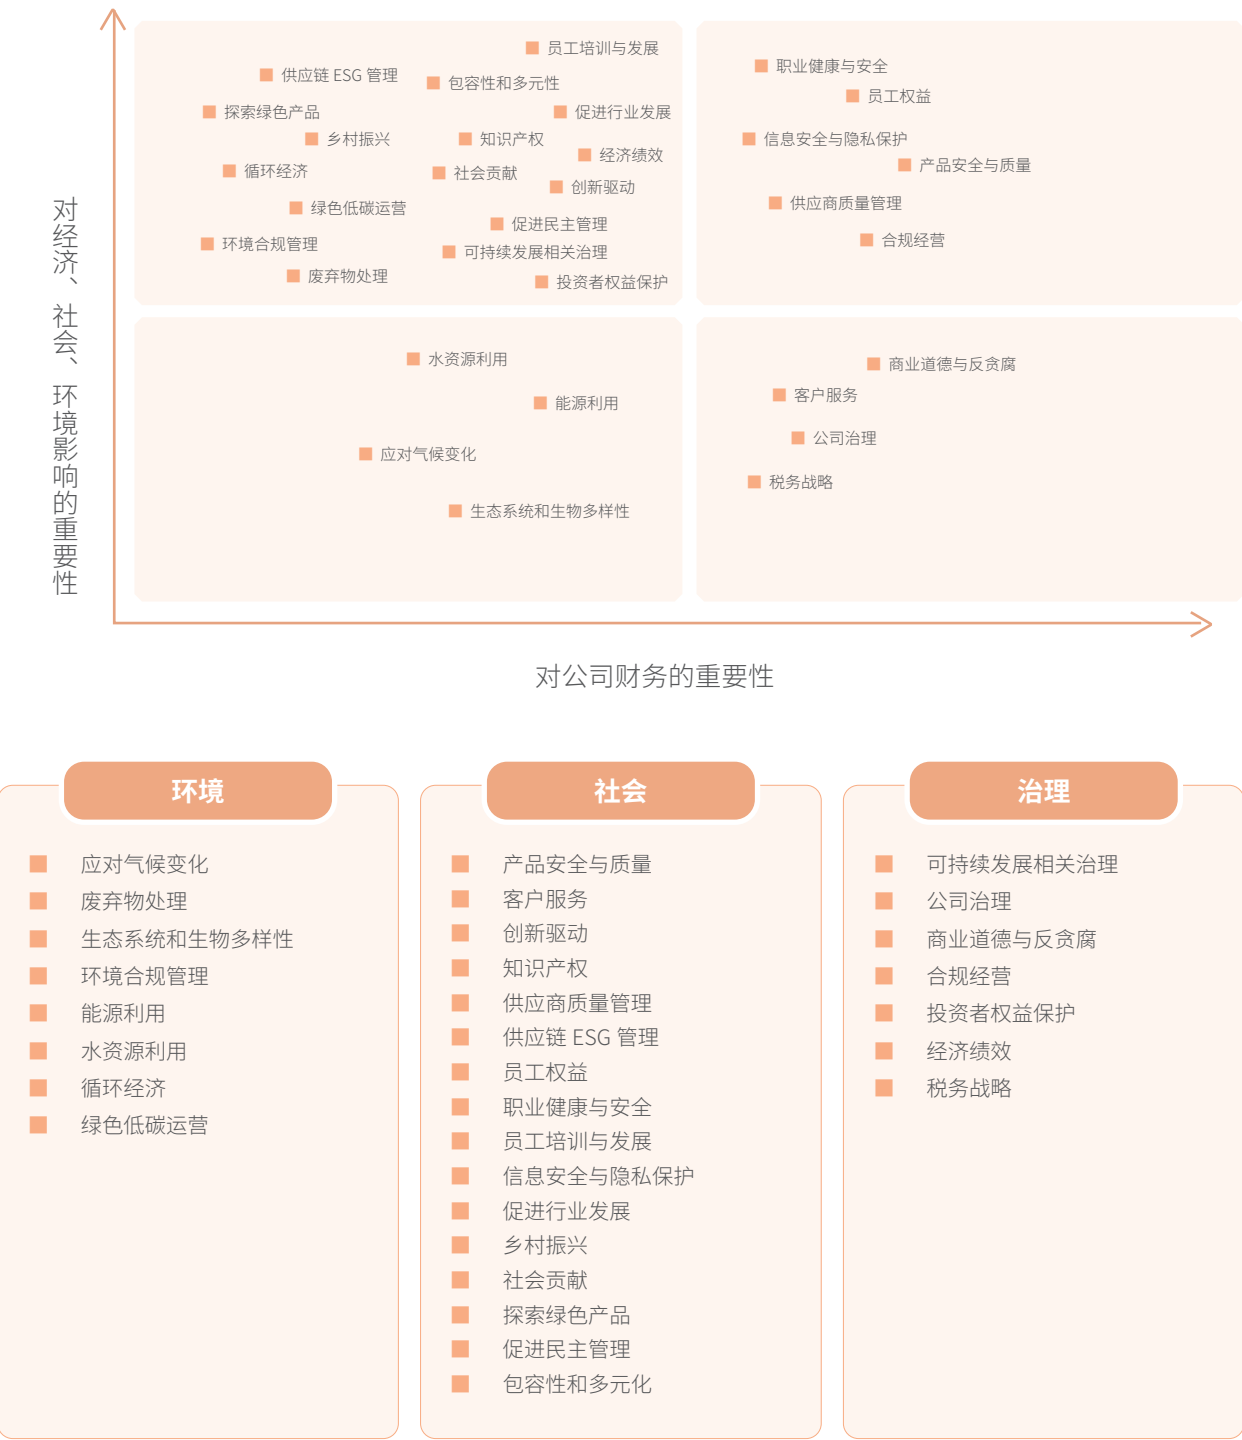 对经济、社会、环境影响的重要性
员工培训与发展
供应链 ESG 管理
包容性和多元性
探索绿色产品
促进行业发展
乡村振兴
知识产权
经济绩效
循环经济
社会贡献
创新驱动
绿色低碳运营
促进民主管理
环境合规管理
可持续发展相关治理
废弃物处理
投资者权益保护
职业健康与安全
员工权益
信息安全与隐私保护
产品安全与质量
供应商质量管理
合规经营
水资源利用
能源利用
应对气候变化
生态系统和生物多样性
商业道德与反贪腐
客户服务
公司治理
税务战略
对公司财务的重要性
环境
应对气候变化
废弃物处理
生态系统和生物多样性
环境合规管理
能源利用
水资源利用
循环经济
绿色低碳运营
社会
产品安全与质量
客户服务
创新驱动
知识产权
供应商质量管理
供应链 ESG 管理
员工权益
职业健康与安全
员工培训与发展
信息安全与隐私保护
促进行业发展
乡村振兴
社会贡献
探索绿色产品
促进民主管理
包容性和多元化
治理
可持续发展相关治理
公司治理
商业道德与反贪腐
合规经营
投资者权益保护
经济绩效
税务战略